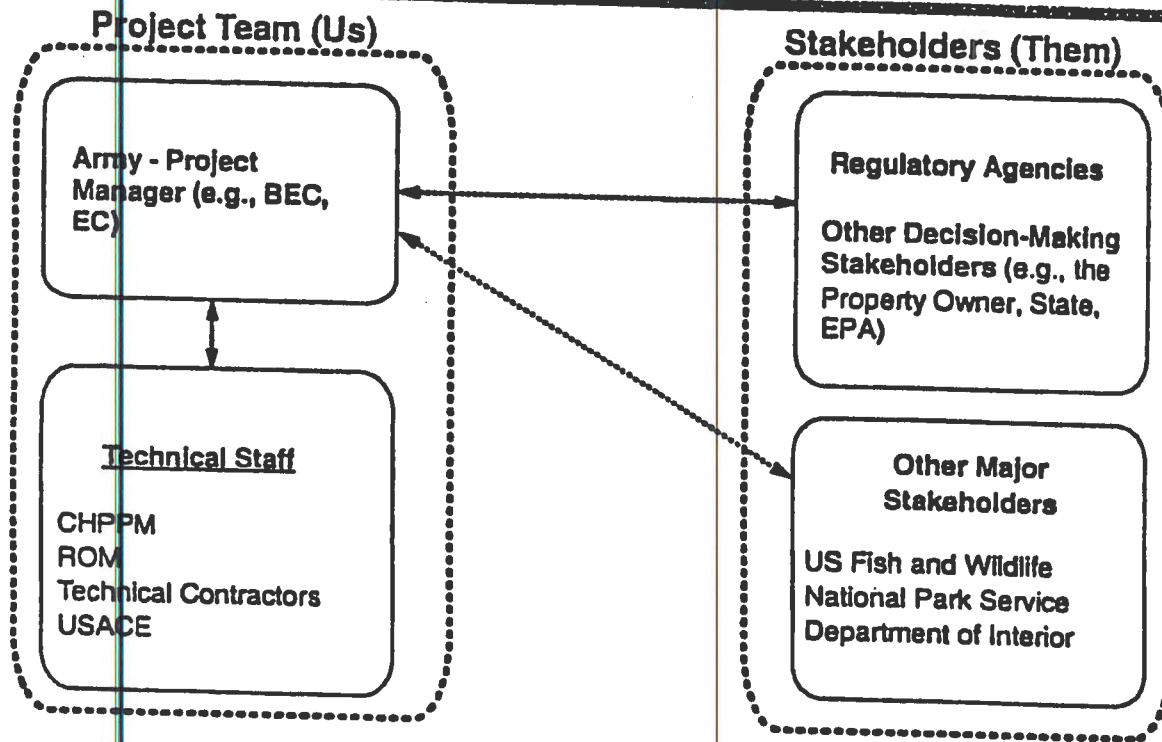 Project Team (Us)
Army - Project
Manager (e.g., BEC,
EC)
Technical Staff
CHPPM
ROM
Technical Contractors
USACE
Stakeholders (Them)
Regulatory Agencies
Other Decision-Making
Stakeholders (e.g., the
Property Owner, State,
EPA)
Other Major
Stakeholders
US Fish and Wildlife
National Park Service
Department of Interior